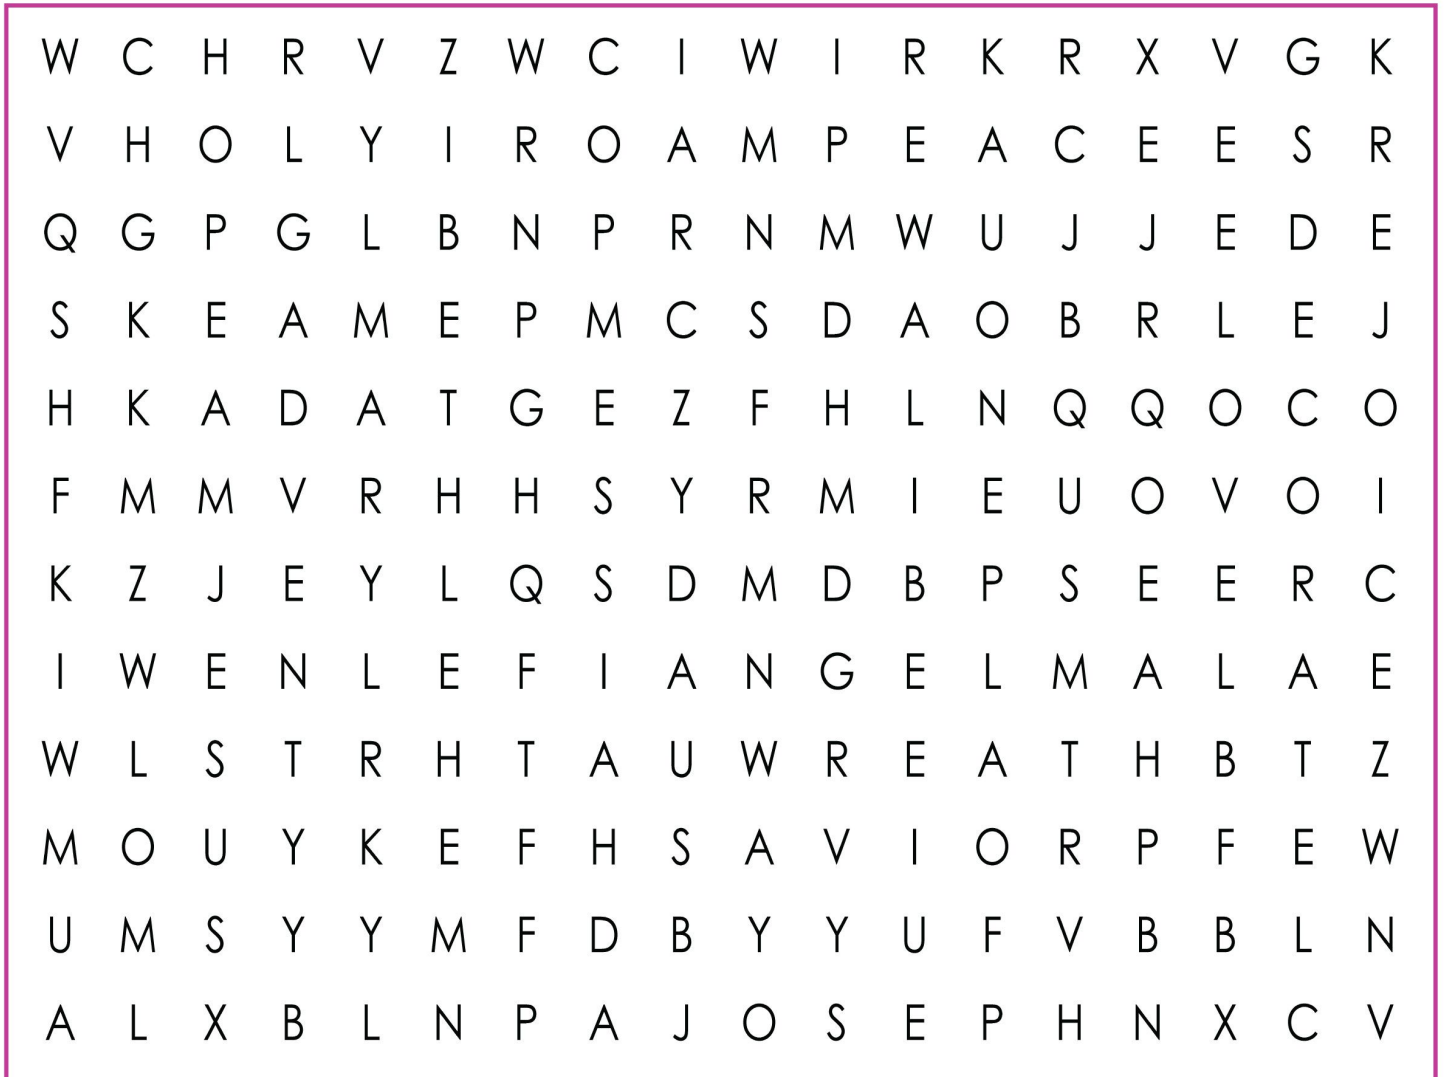 W C H R V Z W C I W I R K R X V G K
V H O L Y I R O A M P E A C E E S R
Q G P G L B N P R N M W U J J E D E
S K E A M E P M C S D A O B R L E J
H K A D A T G E Z F H L N Q Q O C O
F M M V R H H S Y R M I E U O V O I
K Z J E Y L Q S D M D B P S E E R C
I W E N L E F I A N G E L M A L A E
W L S T R H T A U W R E A T H B T Z
M O U Y K E F H S A V I O R P F E W
U M S Y Y M F D B Y Y U F V B B L N
A L X B L N P A J O S E P H N X C V